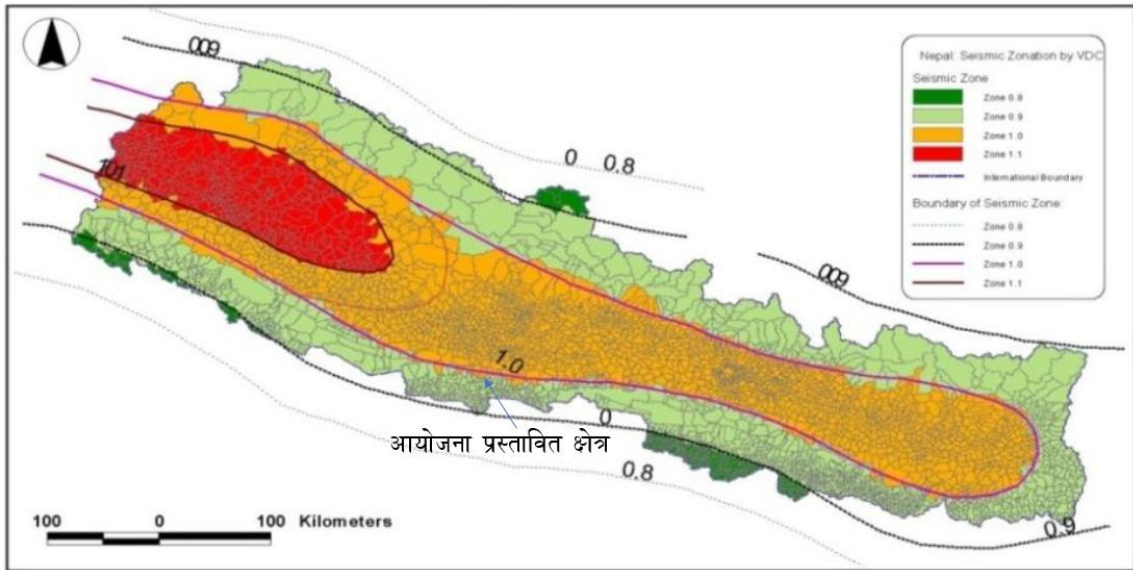 009
Nepal: Seismic Zonation by VDC
Seismic Zone
Zone 0.8
Zone 0.9
Zone 1.0
Zone 1.1
International Boundary
Boundary of Seismic Zone:
Zone 0.8
Zone 0.9
Zone 1.0
Zone 1.1
0 0.8
101
009
1.0
0
आयोजना प्रस्तावित क्षेत्र
0.8
100 0 100 Kilometers
0.9